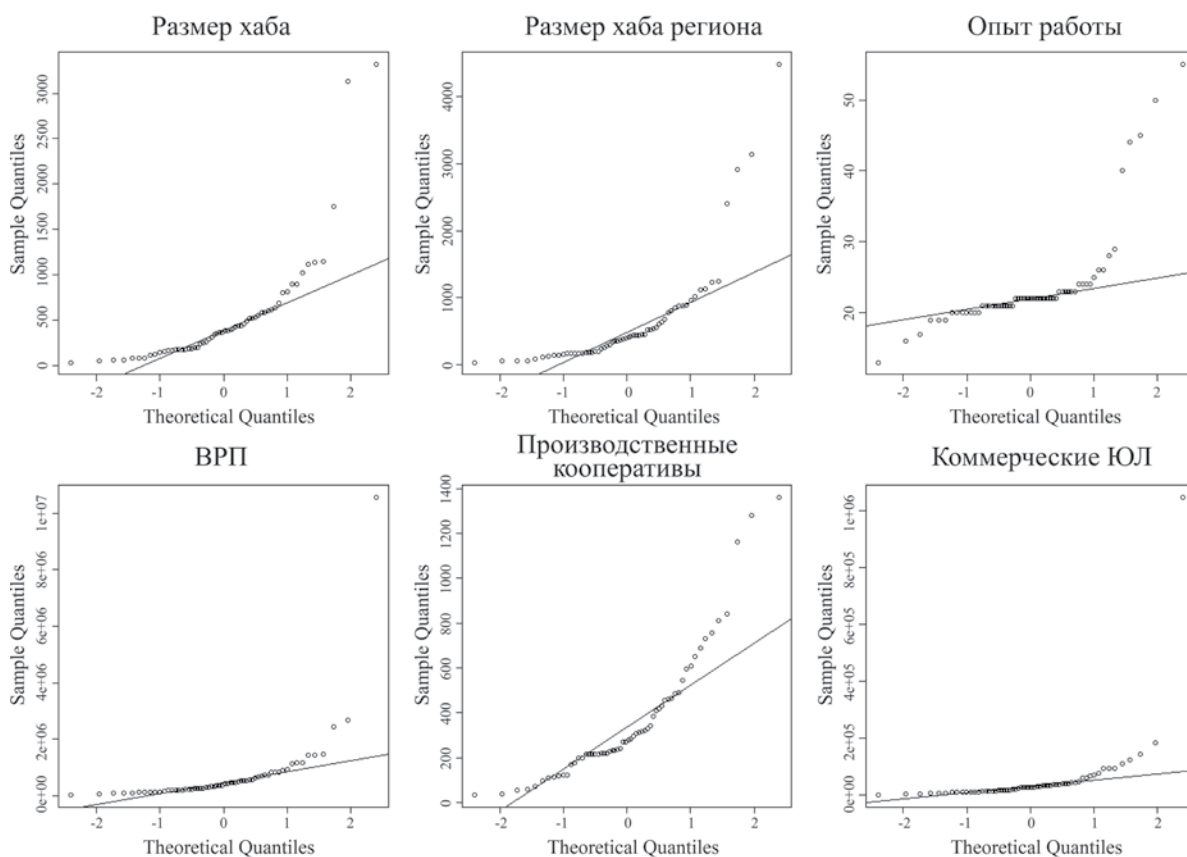 Размер хаба
Sample Quantiles
0
500
1000
1500
2000
2500
3000
-2
-1
0
1
2
Theoretical Quantiles
Размер хаба региона
Sample Quantiles
0
1000
2000
3000
4000
-2
-1
0
1
2
Theoretical Quantiles
Опыт работы
Sample Quantiles
20
30
40
50
-2
-1
0
1
2
Theoretical Quantiles
ВРП
Sample Quantiles
0e+00
2e+06
4e+06
6e+06
8e+06
1e+07
-2
-1
0
1
2
Theoretical Quantiles
Производственные
кооперативы
Sample Quantiles
0
200
400
600
800
1000
1200
1400
-2
-1
0
1
2
Theoretical Quantiles
Коммерческие ЮЛ
Sample Quantiles
0e+00
2e+05
4e+05
6e+05
8e+05
1e+06
-2
-1
0
1
2
Theoretical Quantiles